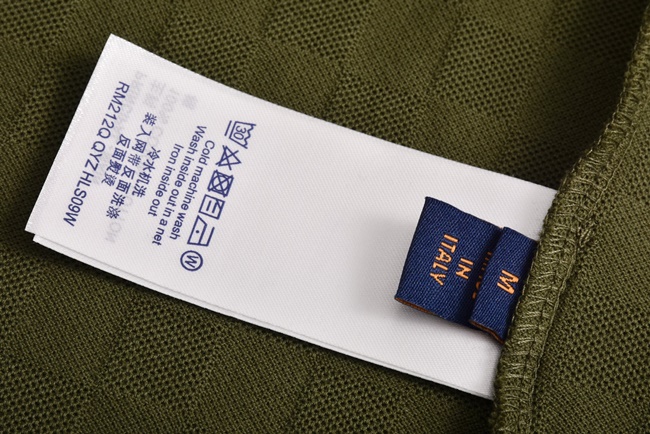 30 W
Cold machine wash
Wash inside out in a net
Iron inside out
冷水机洗
装入网带反面洗涤
反面熨烫
RM212Q QYZ HLS09W
IN
ITALY
M